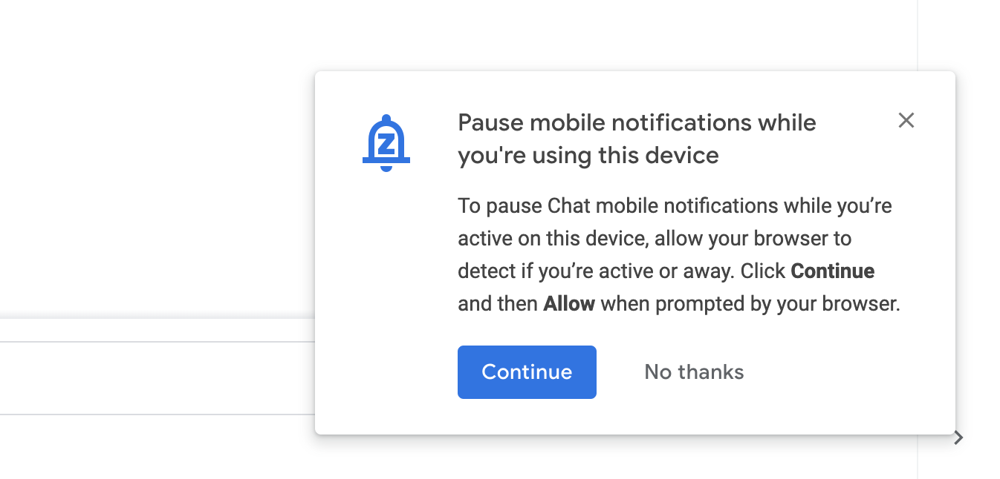 Pause mobile notifications while
you're using this device
To pause Chat mobile notifications while you’re
active on this device, allow your browser to
detect if you’re active or away. Click Continue
and then Allow when prompted by your browser.
Continue
No thanks